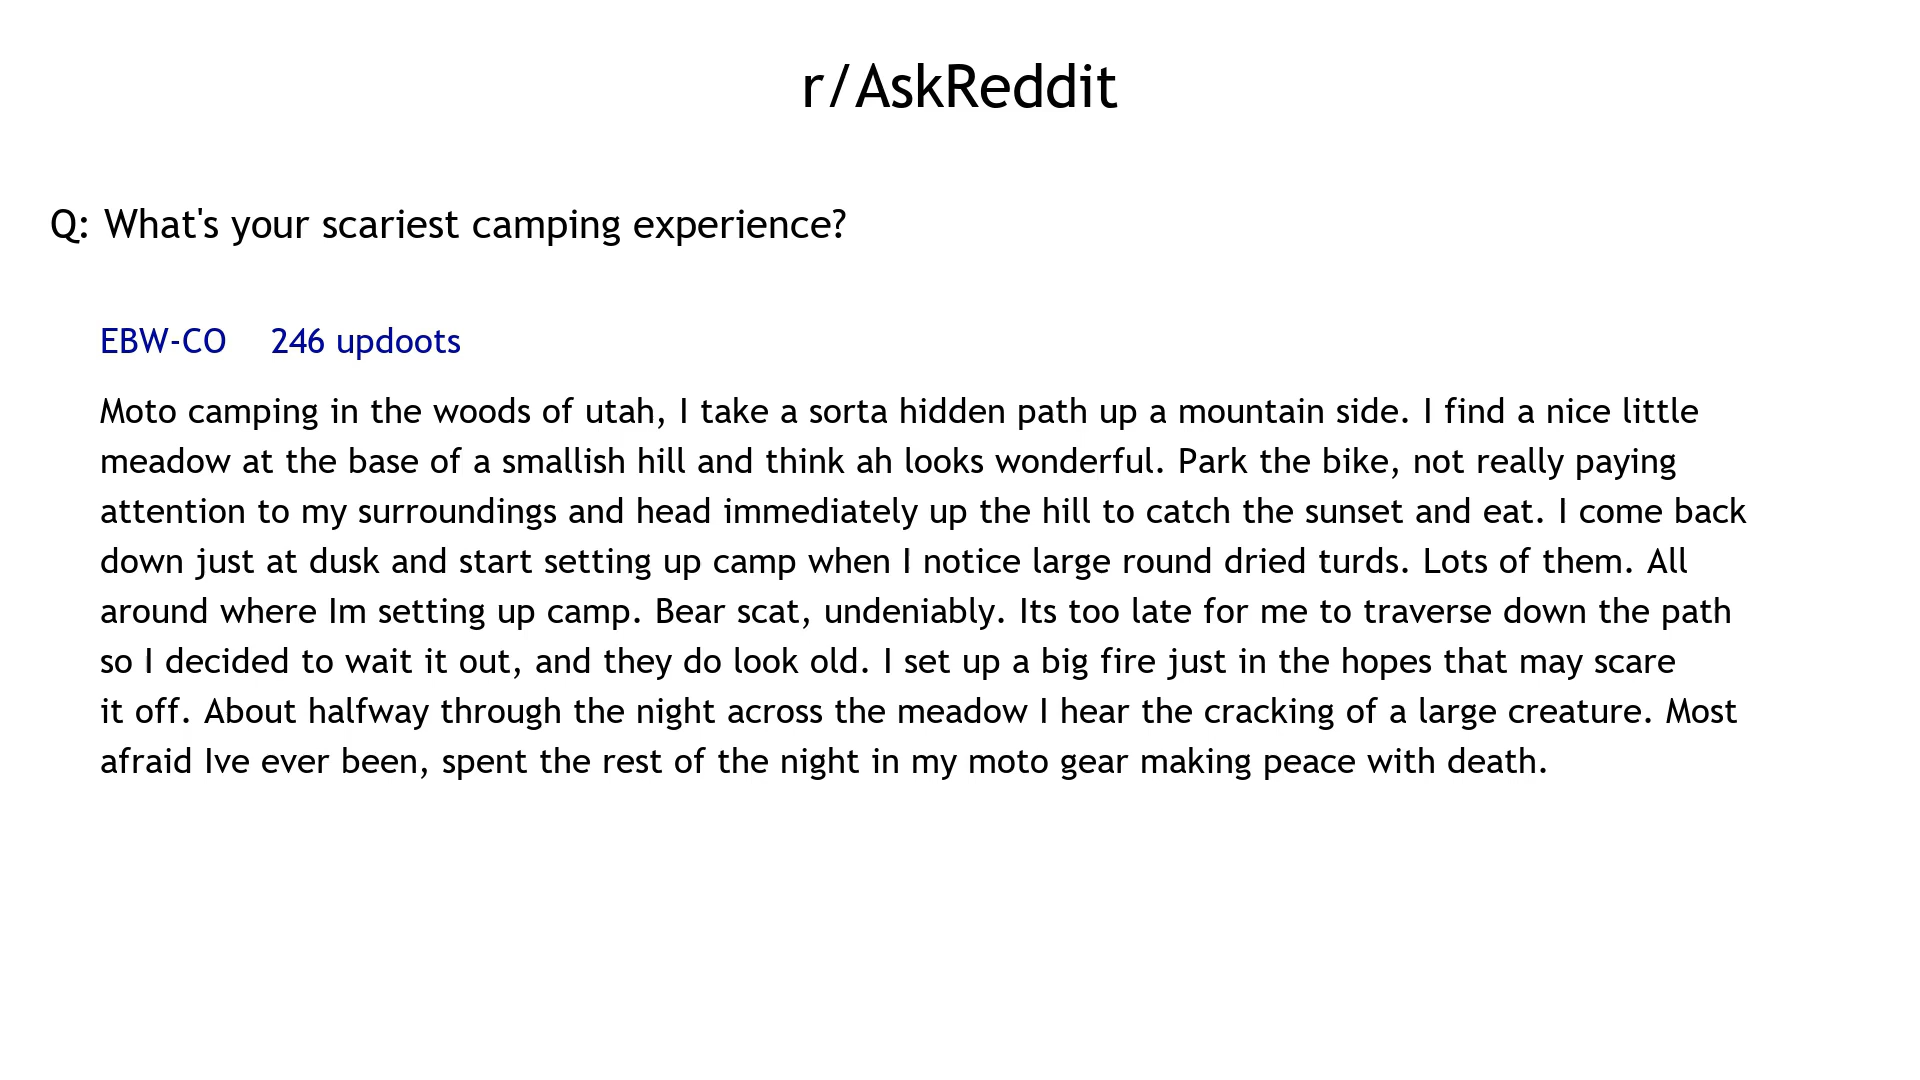 r/AskReddit
Q: What's your scariest camping experience?
EBW-CO 246 updoots
Moto camping in the woods of utah, I take a sorta hidden path up a mountain side. I find a nice little
meadow at the base of a smallish hill and think ah looks wonderful. Park the bike, not really paying
attention to my surroundings and head immediately up the hill to catch the sunset and eat. I come back
down just at dusk and start setting up camp when I notice large round dried turds. Lots of them. All
around where Im setting up camp. Bear scat, undeniably. Its too late for me to traverse down the path
so I decided to wait it out, and they do look old. I set up a big fire just in the hopes that may scare
it off. About halfway through the night across the meadow I hear the cracking of a large creature. Most
afraid Ive ever been, spent the rest of the night in my moto gear making peace with death.